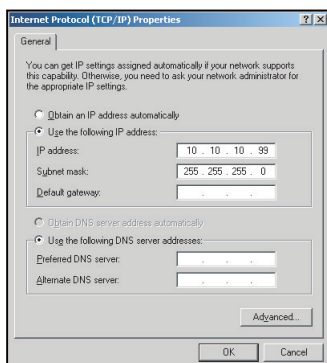 Internet Protocol (TCP/IP) Properties
General
You can get IP settings assigned automatically if your network supports
this capability. Otherwise, you need to ask your network administrator for
the appropriate IP settings.
Obtain an IP address automatically
Use the following IP address:
IP address: 10 . 10 . 10 . 99
Subnet mask: 255 . 255 . 255 . 0
Default gateway: . . .
Obtain DNS server address automatically
Use the following DNS server addresses:
Preferred DNS server: . . .
Alternate DNS server: . . .
Advanced...
OK Cancel